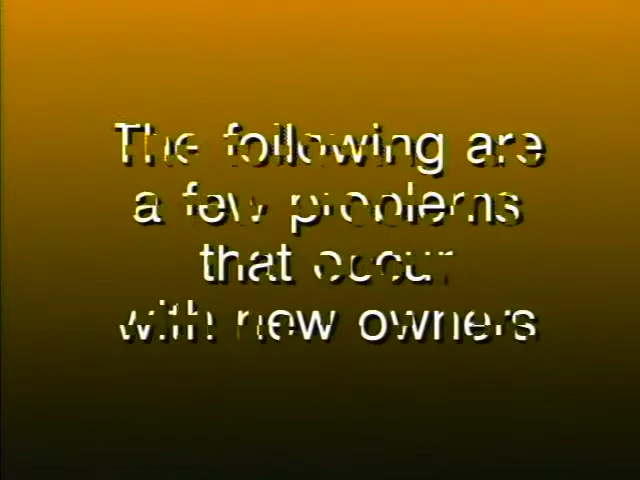 The following are
a few problems
that occur
with new owners